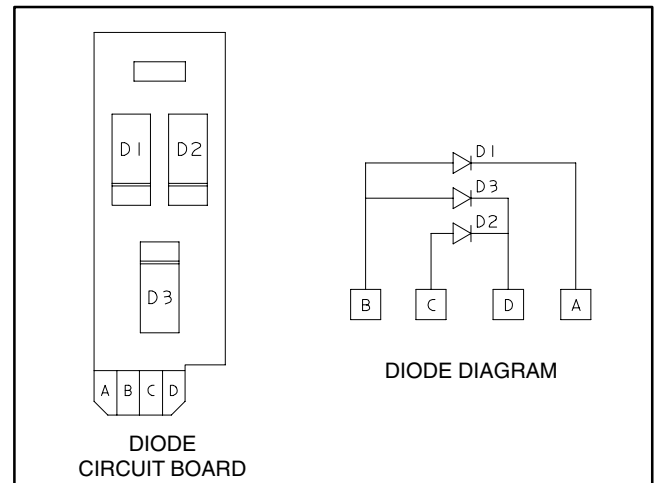 D1 D2
D3
A B C D
DIODE
CIRCUIT BOARD
D1
D3
D2
B C D A
DIODE DIAGRAM